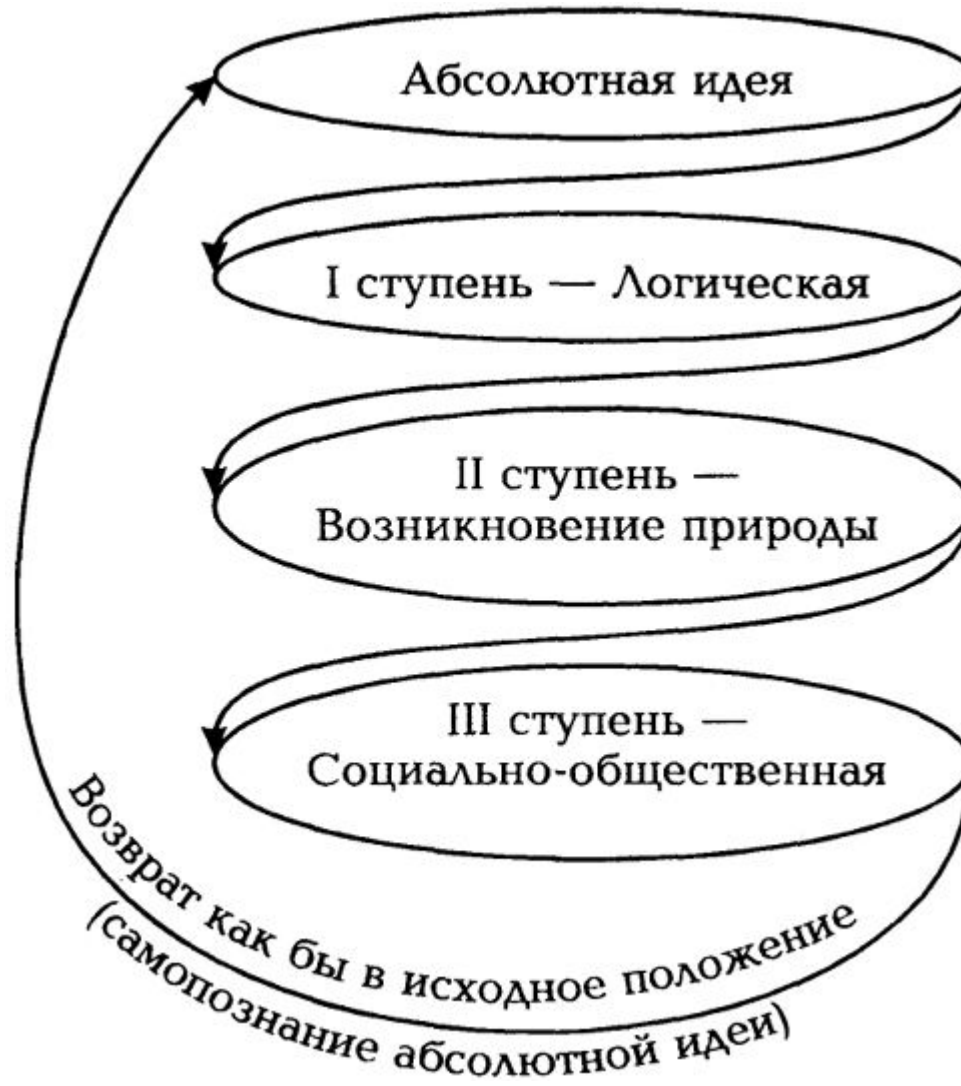 Абсолютная идея
I ступень — Логическая
II ступень —
Возникновение природы
III ступень —
Социально-общественная
Возврат как бы в исходное положение
(самопознание абсолютной идеи)